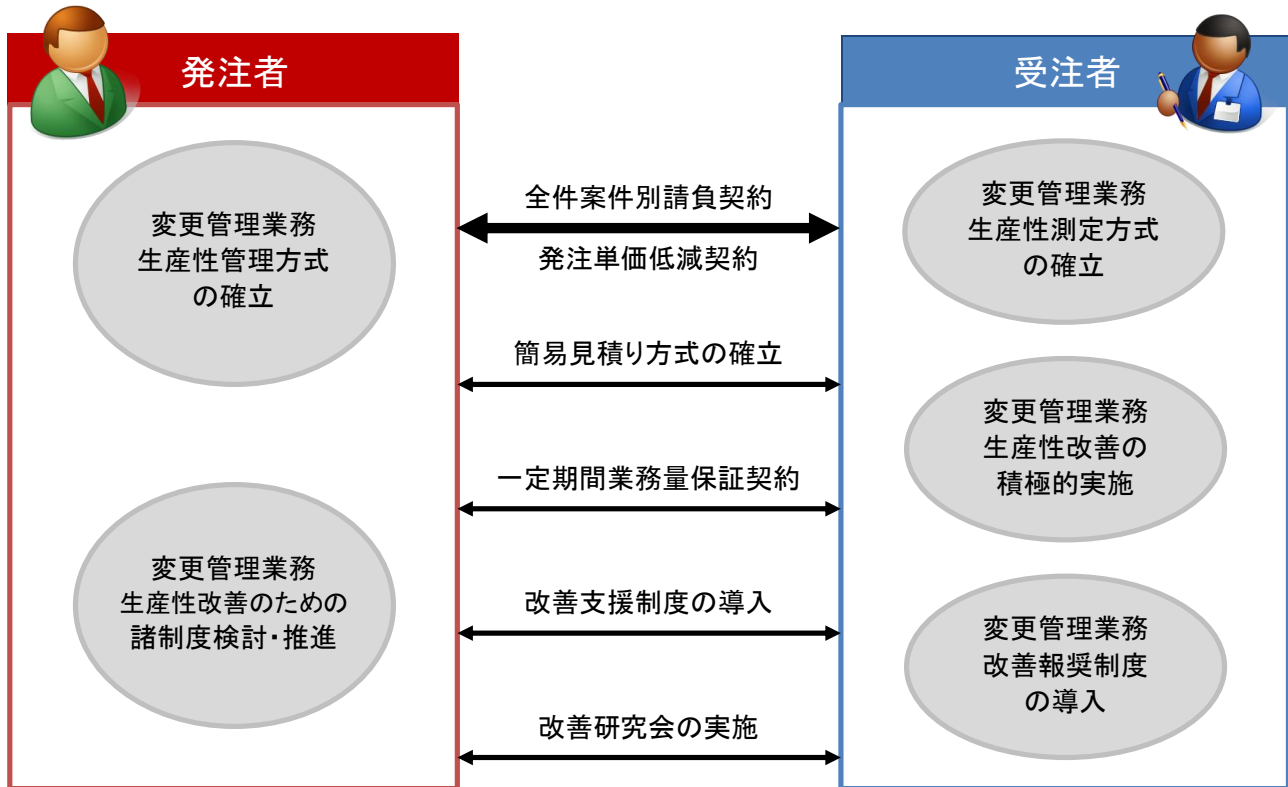 発注者
変更管理業務
生産性管理方式
の確立
変更管理業務
生産性改善のための
諸制度検討・推進
全件案件別請負契約
発注単価低減契約
簡易見積り方式の確立
一定期間業務量保証契約
改善支援制度の導入
改善研究会の実施
受注者
変更管理業務
生産性測定方式
の確立
変更管理業務
生産性改善の
積極的実施
変更管理業務
改善報奨制度
の導入